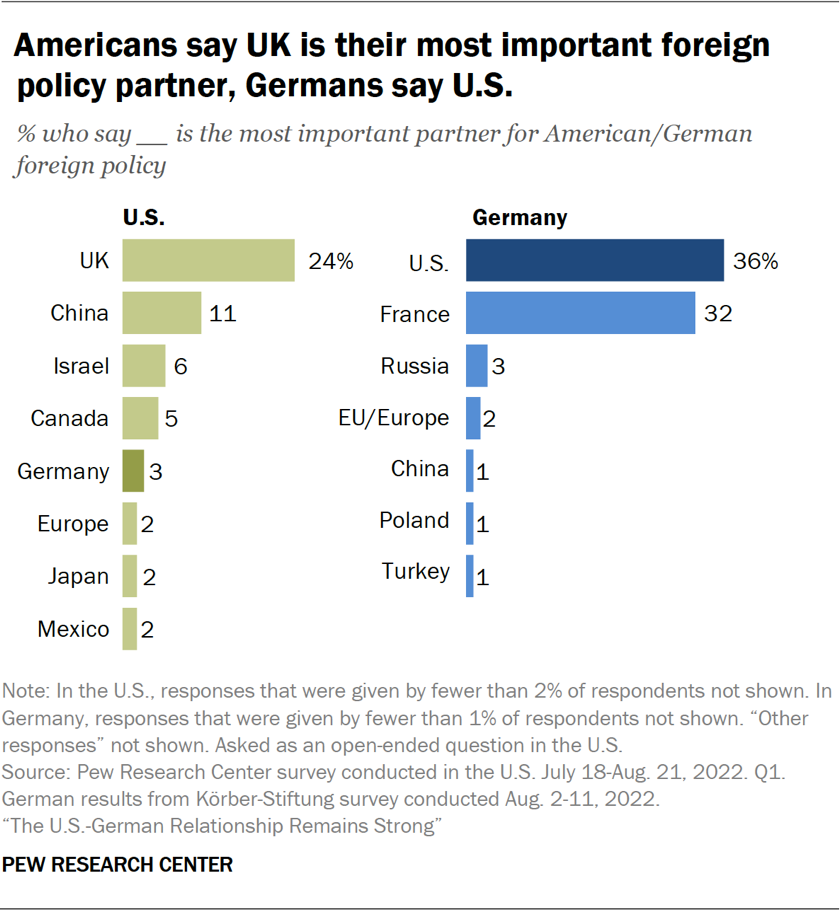 Americans say UK is their most important foreign
policy partner, Germans say U.S.
% who say __ is the most important partner for American/German
foreign policy
U.S.
UK 24%
China 11
Israel 6
Canada 5
Germany 3
Europe 2
Japan 2
Mexico 2
Germany
U.S. 36%
France 32
Russia 3
EU/Europe 2
China 1
Poland 1
Turkey 1
Note: In the U.S., responses that were given by fewer than 2% of respondents not shown. In
Germany, responses that were given by fewer than 1% of respondents not shown. “Other
responses” not shown. Asked as an open-ended question in the U.S.
Source: Pew Research Center survey conducted in the U.S. July 18-Aug. 21, 2022. Q1.
German results from Körber-Stiftung survey conducted Aug. 2-11, 2022.
“The U.S.-German Relationship Remains Strong”
PEW RESEARCH CENTER